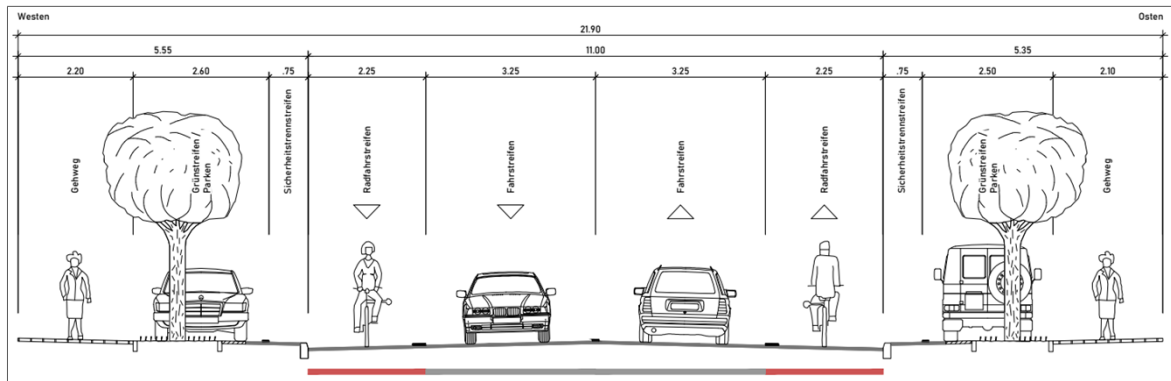 Westen
Osten
21.90
5.55
11.00
5.35
2.20
2.60
.75
2.25
3.25
3.25
2.25
.75
2.50
2.10
Gehweg
Grünstreifen
Parken
Sicherheitstrennstreifen
Radfahrstreifen
Fahrstreifen
Fahrstreifen
Radfahrstreifen
Sicherheitstrennstreifen
Grünstreifen
Parken
Gehweg